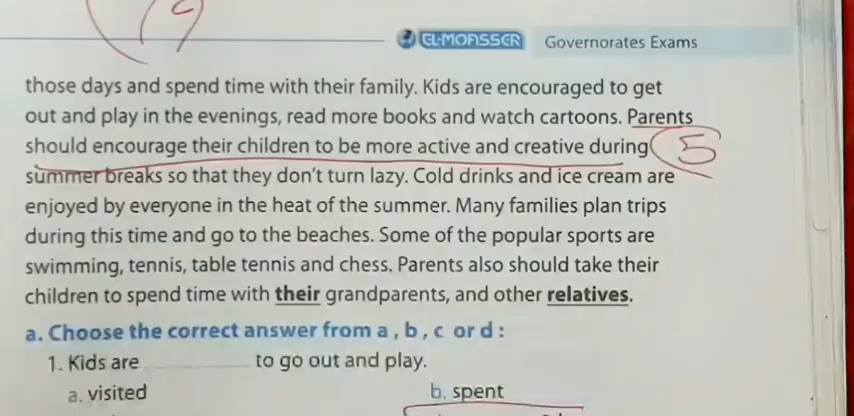 EL-MOASSER Governorates Exams
those days and spend time with their family. Kids are encouraged to get
out and play in the evenings, read more books and watch cartoons. Parents
should encourage their children to be more active and creative during 5
summer breaks so that they don't turn lazy. Cold drinks and ice cream are
enjoyed by everyone in the heat of the summer. Many families plan trips
during this time and go to the beaches. Some of the popular sports are
swimming, tennis, table tennis and chess. Parents also should take their
children to spend time with their grandparents, and other relatives.
a. Choose the correct answer from a , b , c or d :
1. Kids are to go out and play.
a. visited b. spent